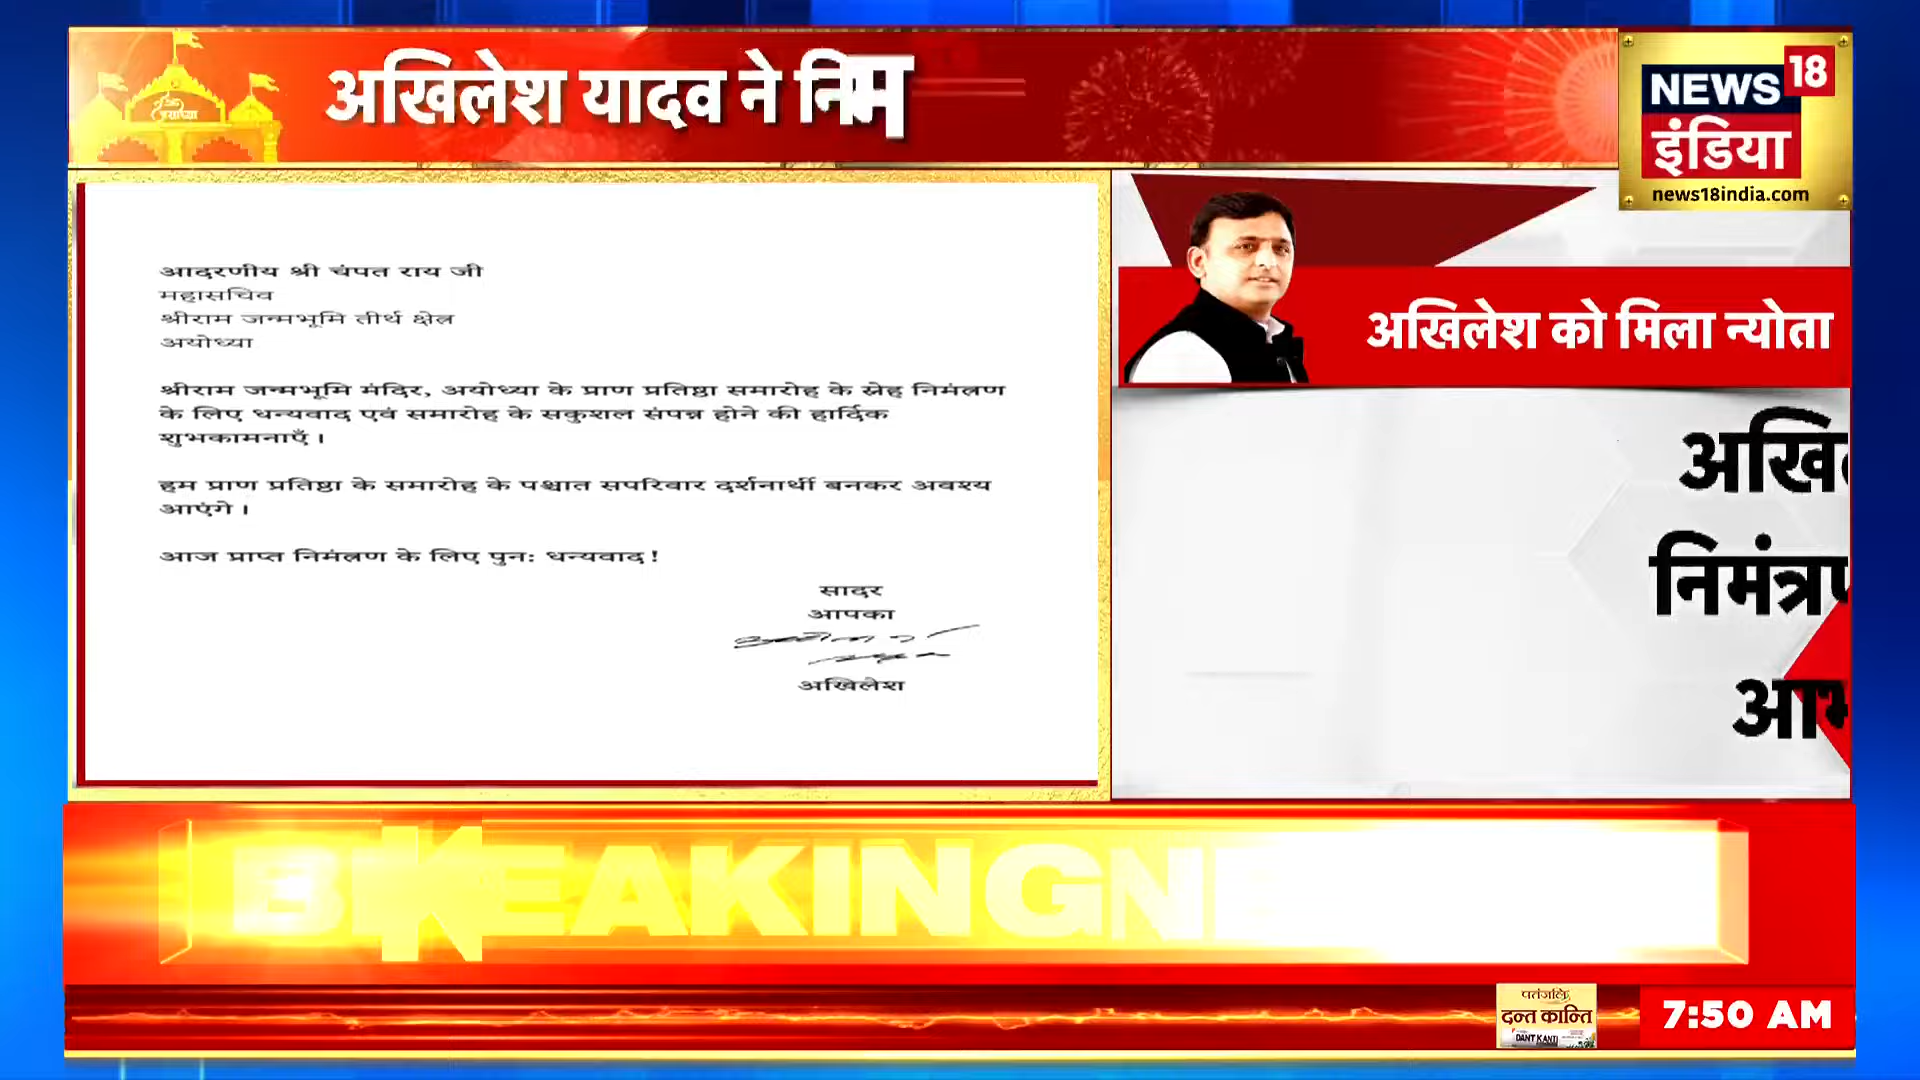 अखिलेश यादव ने
NEWS 18
इंडिया
news18india.com
आदरणीय श्री चंपत राय जी
महासचिव
श्रीराम जन्मभूमि तीर्थ क्षेत्र
अयोध्या
श्रीराम जन्मभूमि मंदिर, अयोध्या के प्राण प्रतिष्ठा समारोह के स्नेह निमंत्रण
के लिए धन्यवाद एवं समारोह के सकुशल संपन्न होने की हार्दिक
शुभकामनाएँ।
हम प्राण प्रतिष्ठा के समारोह के पश्चात सपरिवार दर्शनार्थी बनकर अवश्य
आएंगे।
आज प्राप्त निमंत्रण के लिए पुन: धन्यवाद!
सादर
आपका
अखिलेश
अखिलेश को मिला न्योता
पतंजलि
दन्त कान्ति
DANT KANTI
7:50 AM